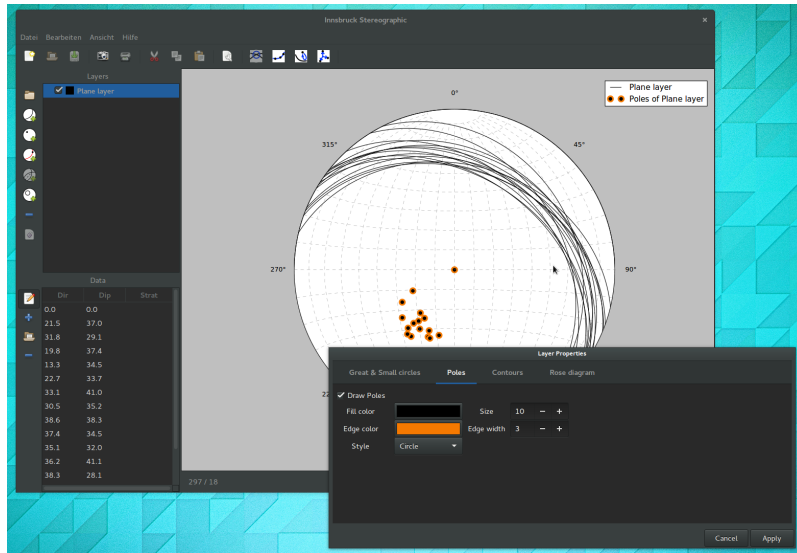 Innsbruck Stereographic
Datei Bearbeiten Ansicht Hilfe
Layers
Plane layer
Plane layer
Poles of Plane layer
0°
315°
45°
270°
90°
22
Data
Dir Dip Strat
0.0 0.0
21.5 37.0
31.8 29.1
19.8 37.4
13.3 34.5
22.7 33.7
33.1 41.0
30.5 35.2
38.6 38.3
37.4 34.5
35.1 32.0
36.2 41.1
38.3 28.1
297 / 18
Layer Properties
Great & Small circles Poles Contours Rose diagram
Draw Poles
Fill color Size 10
Edge color Edge width 3
Style Circle
Cancel Apply